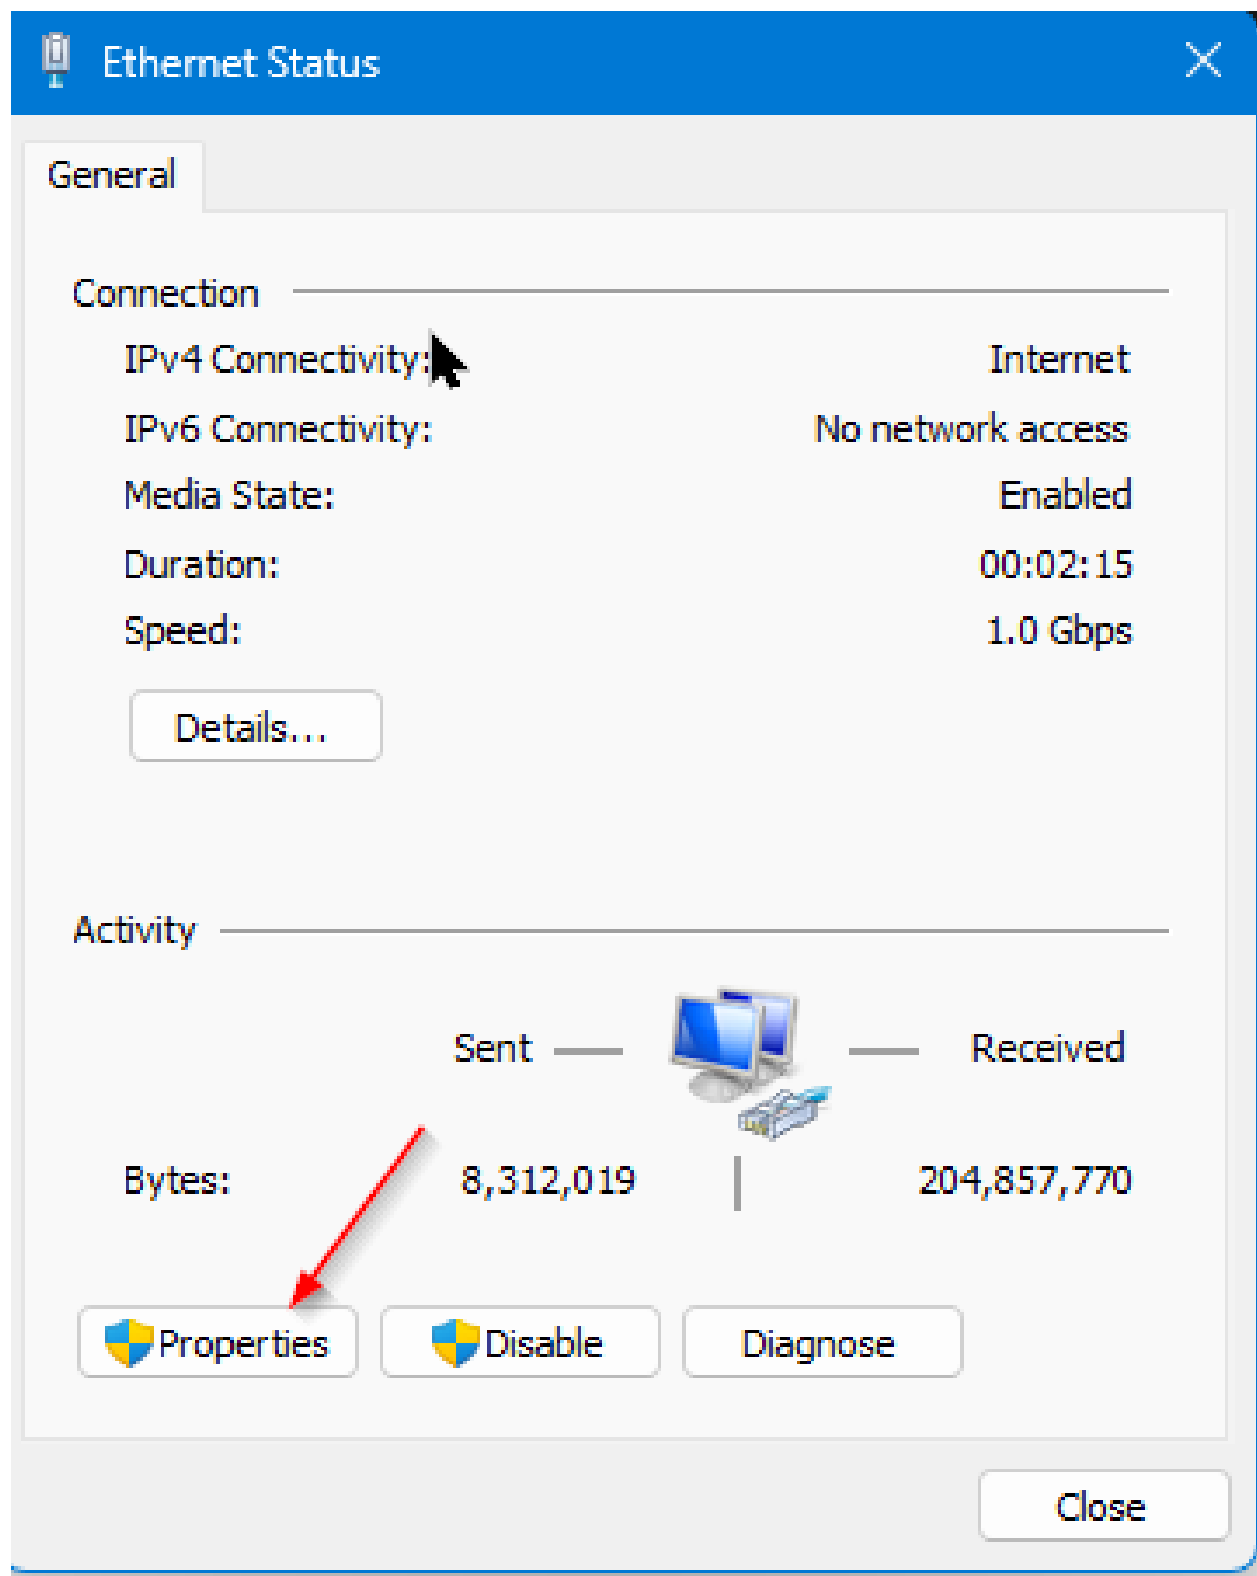 Ethernet Status
General
Connection
IPv4 Connectivity: Internet
IPv6 Connectivity: No network access
Media State: Enabled
Duration: 00:02:15
Speed: 1.0 Gbps
Details...
Activity
Sent Received
Bytes: 8,312,019 204,857,770
Properties Disable Diagnose
Close